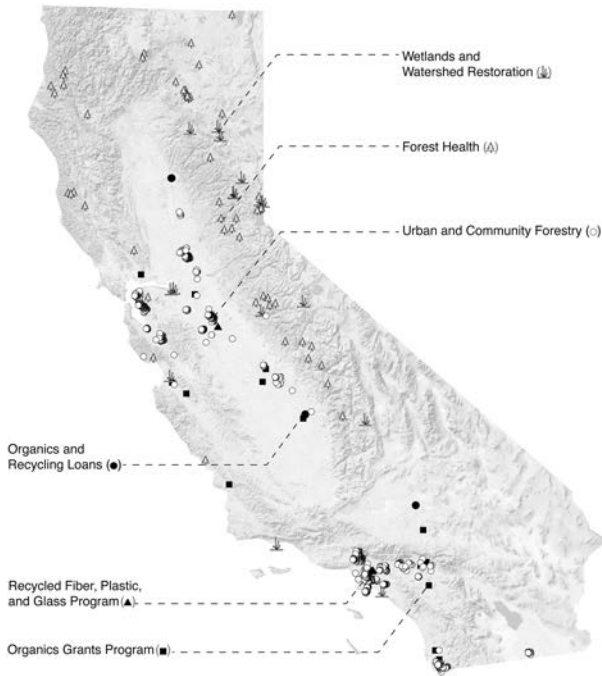 Wetlands and
Watershed Restoration ( )
Forest Health ( )
Urban and Community Forestry (○)
Organics and
Recycling Loans (●)
Recycled Fiber, Plastic,
and Glass Program (▲)
Organics Grants Program (■)